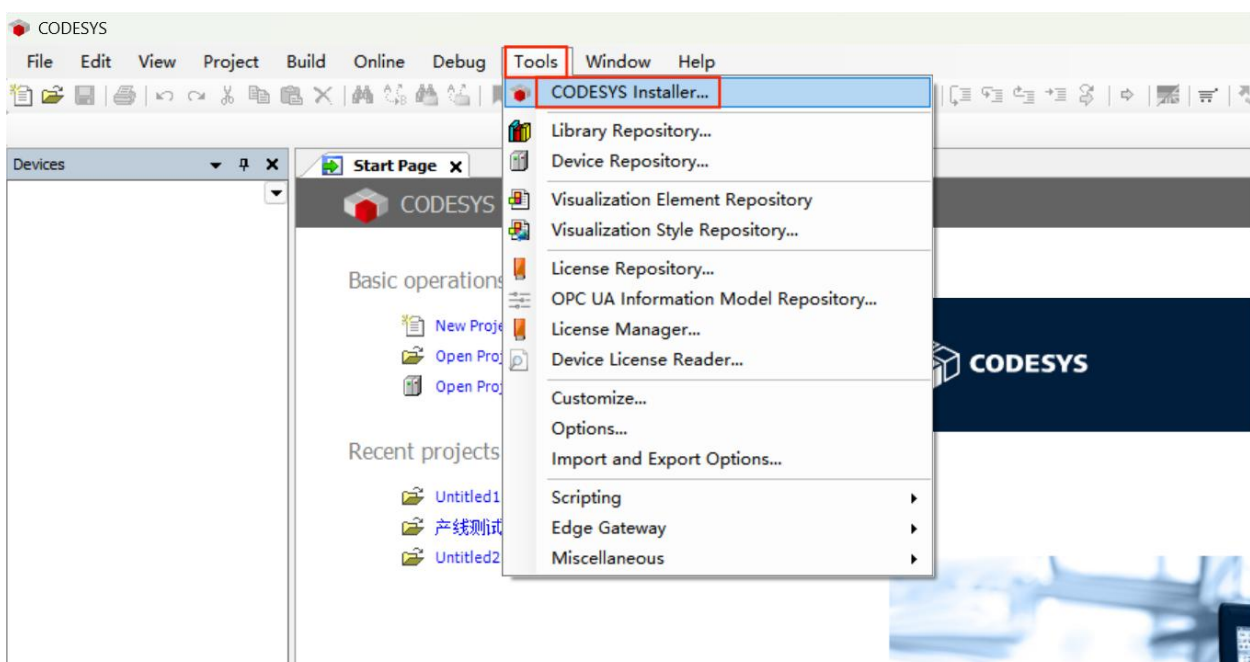 CODESYS
File Edit View Project Build Online Debug Tools Window Help
CODESYS Installer...
Library Repository...
Device Repository...
Visualization Element Repository
Visualization Style Repository...
License Repository...
OPC UA Information Model Repository...
License Manager...
Device License Reader...
Customize...
Options...
Import and Export Options...
Scripting
Edge Gateway
Miscellaneous
Devices
Start Page
CODESYS
Basic operations
New Proje
Open Proj
Open Proj
Recent projects
Untitled1
产线测试
Untitled2
CODESYS